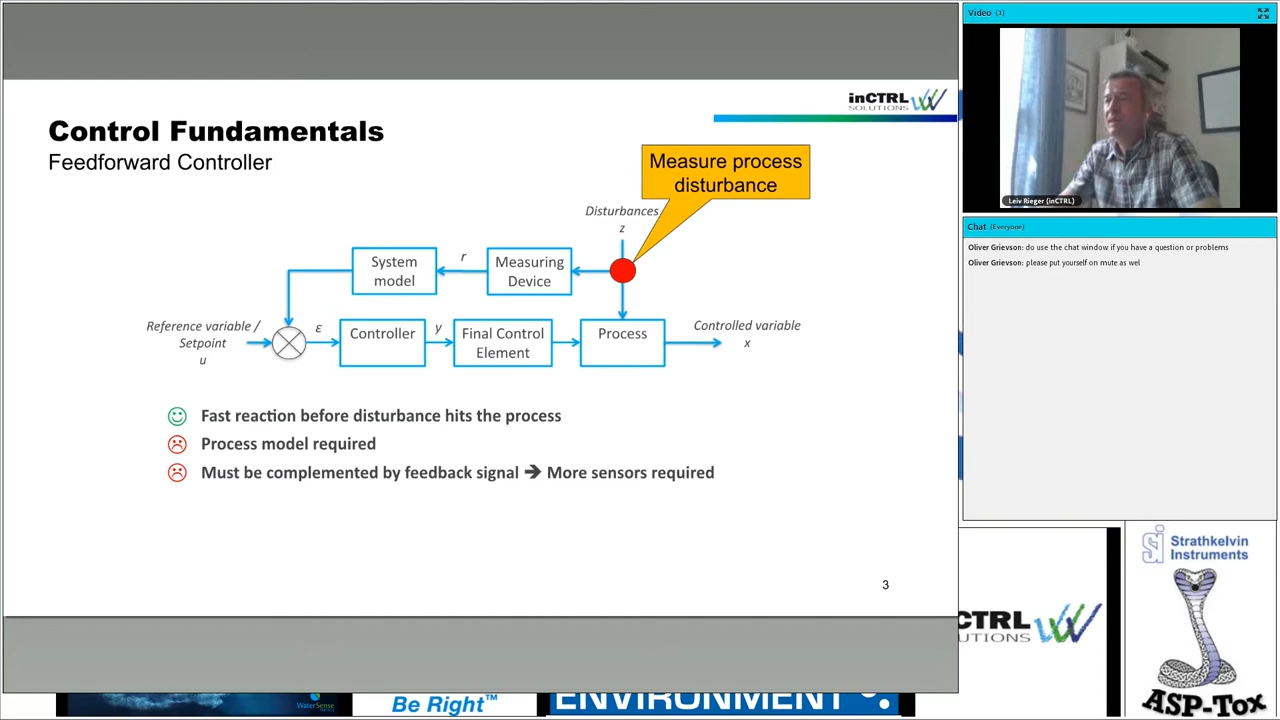 Control Fundamentals
Feedforward Controller
inCTRL
SOLUTIONS
Measure process
disturbance
Disturbances
z
System
model
r
Measuring
Device
Reference variable /
Setpoint
u
ε
Controller
y
Final Control
Element
Process
Controlled variable
x
Fast reaction before disturbance hits the process
Process model required
Must be complemented by feedback signal ➔ More sensors required
3
Video (1)
Leiv Rieger (inCTRL)
Chat (Everyone)
Oliver Grievson: do use the chat window if you have a question or problems
Oliver Grievson: please put yourself on mute as wel
CTRL
UTIONS
Strathkelvin
Instruments
ASP-Tox
WaterSense
Be Right™
ENVIRONMENT